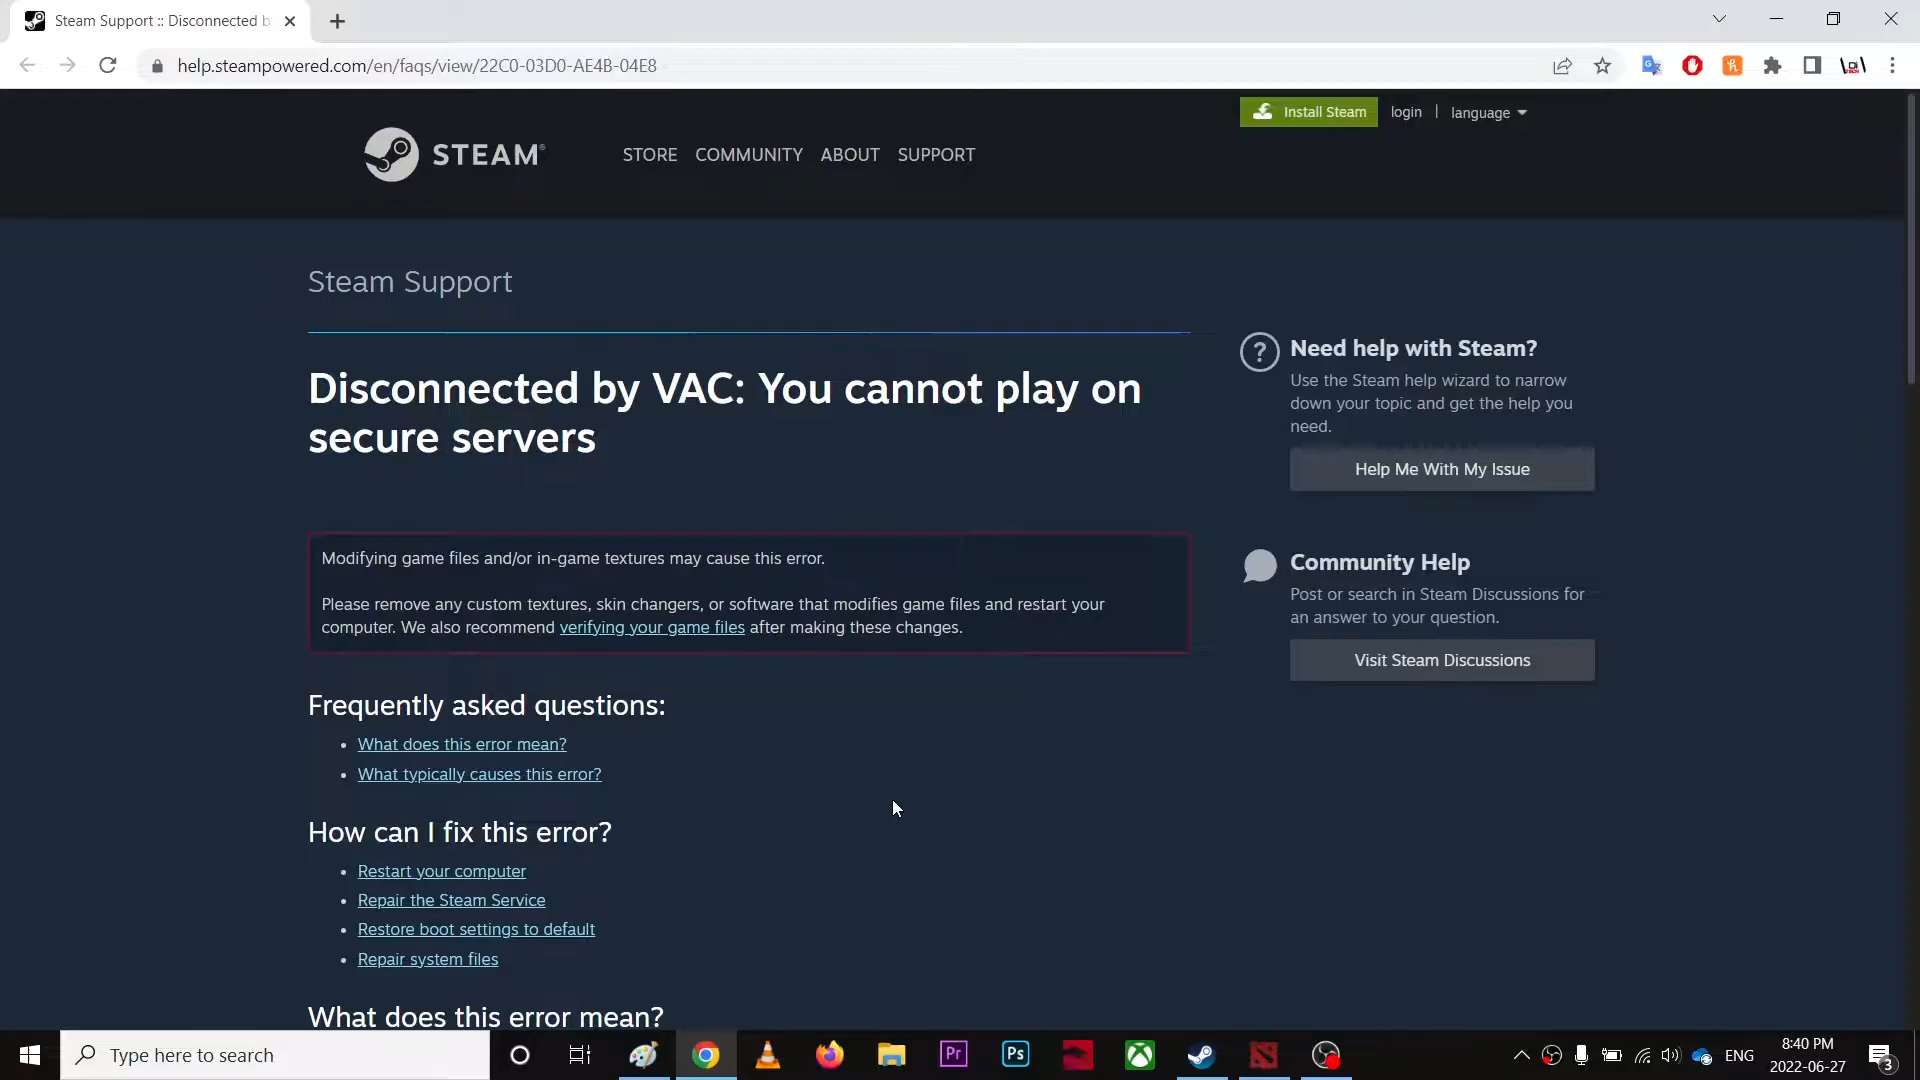 Steam Support :: Disconnected b
help.steampowered.com/en/faqs/view/22C0-03D0-AE4B-04E8
Install Steam
login
|
language
STEAM
STORE
COMMUNITY
ABOUT
SUPPORT
Steam Support
Disconnected by VAC: You cannot play on
secure servers
Modifying game files and/or in-game textures may cause this error.
Please remove any custom textures, skin changers, or software that modifies game files and restart your
computer. We also recommend verifying your game files after making these changes.
Frequently asked questions:
What does this error mean?
What typically causes this error?
How can I fix this error?
Restart your computer
Repair the Steam Service
Restore boot settings to default
Repair system files
What does this error mean?
?
Need help with Steam?
Use the Steam help wizard to narrow
down your topic and get the help you
need.
Help Me With My Issue
Community Help
Post or search in Steam Discussions for
an answer to your question.
Visit Steam Discussions
Type here to search
Pr
Ps
ENG
8:40 PM
2022-06-27
3